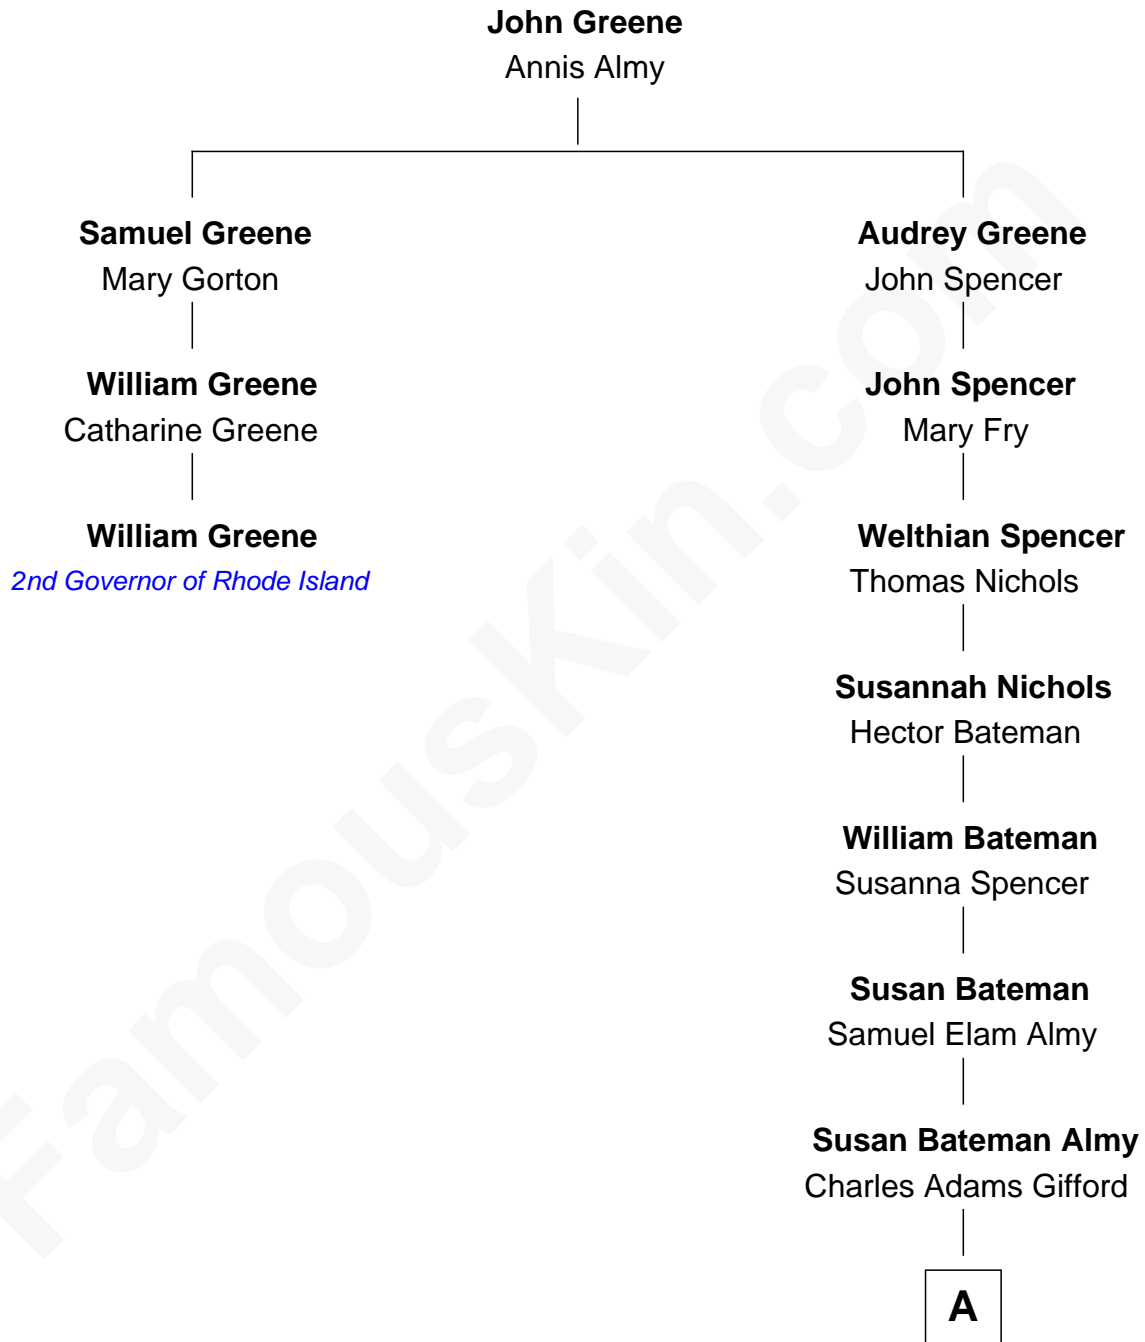 John Greene
Annis Almy
Samuel Greene
Mary Gorton
Audrey Greene
John Spencer
William Greene
Catharine Greene
John Spencer
Mary Fry
William Greene
2nd Governor of Rhode Island
Welthian Spencer
Thomas Nichols
Susannah Nichols
Hector Bateman
William Bateman
Susanna Spencer
Susan Bateman
Samuel Elam Almy
Susan Bateman Almy
Charles Adams Gifford
A
FamousKin.com